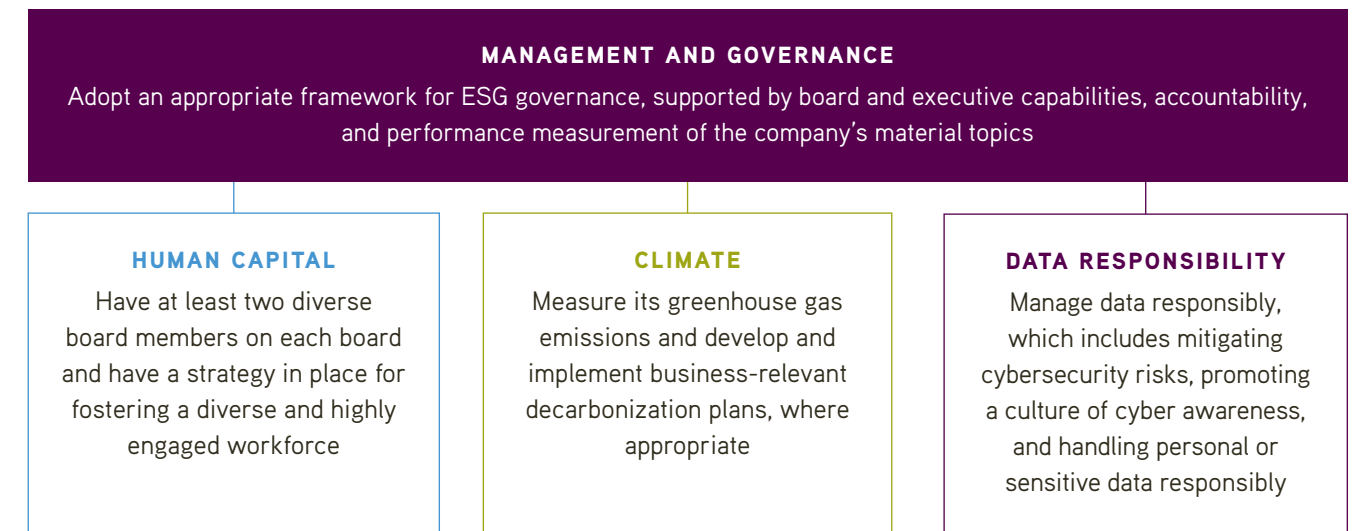 MANAGEMENT AND GOVERNANCE
Adopt an appropriate framework for ESG governance, supported by board and executive capabilities, accountability,
and performance measurement of the company's material topics
HUMAN CAPITAL
Have at least two diverse
board members on each board
and have a strategy in place for
fostering a diverse and highly
engaged workforce
CLIMATE
Measure its greenhouse gas
emissions and develop and
implement business-relevant
decarbonization plans, where
appropriate
DATA RESPONSIBILITY
Manage data responsibly,
which includes mitigating
cybersecurity risks, promoting
a culture of cyber awareness,
and handling personal or
sensitive data responsibly